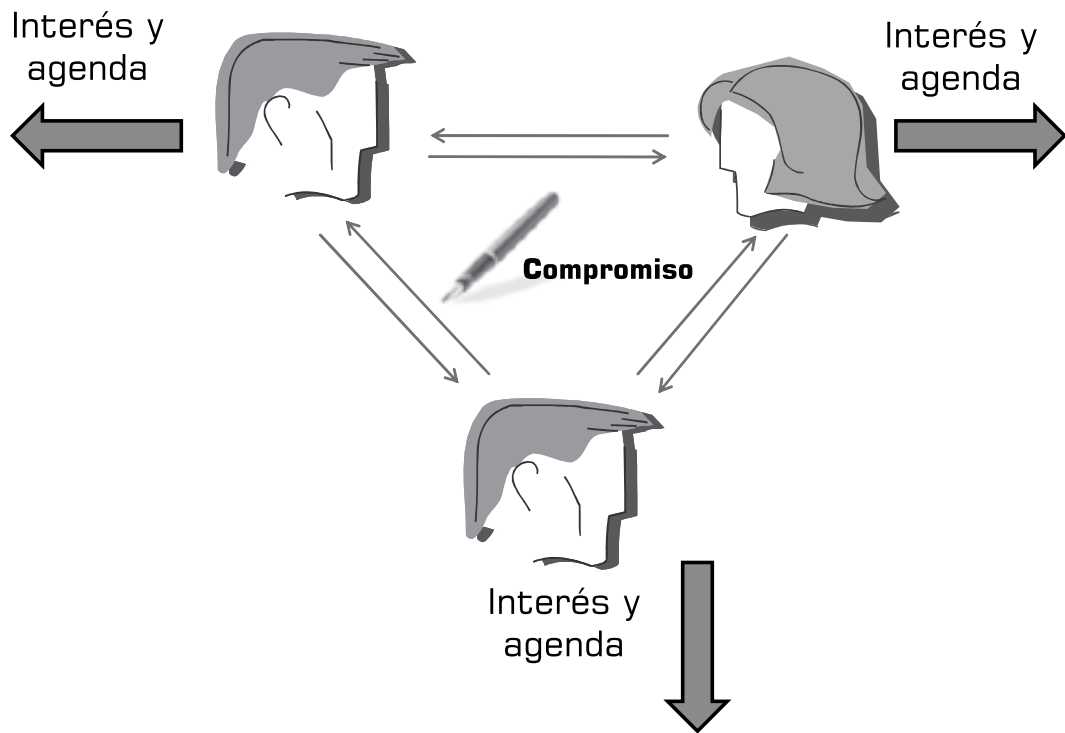 Interés y
agenda
Interés y
agenda
Compromiso
Interés y
agenda